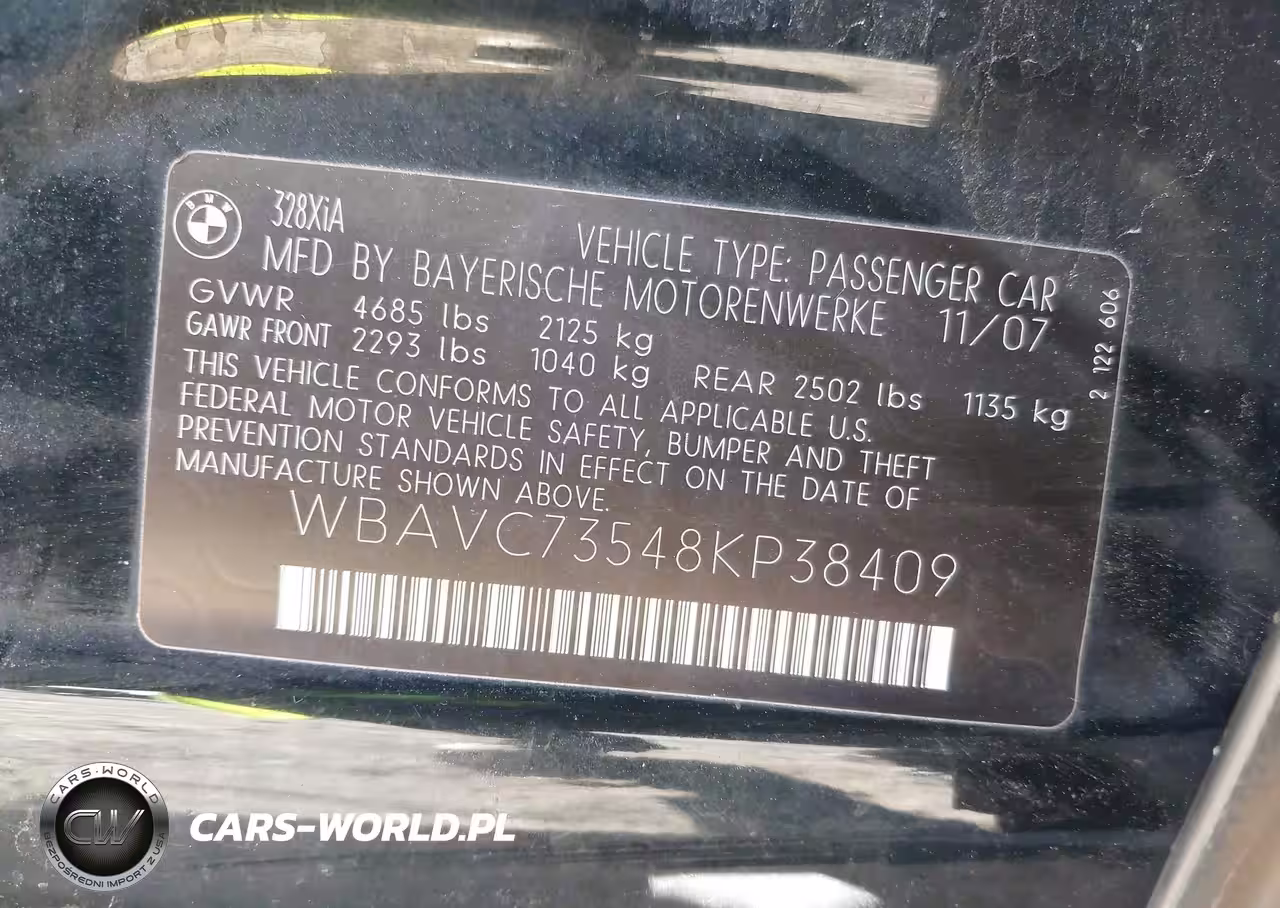 BMW
328XiA
VEHICLE TYPE: PASSENGER CAR
MFD BY BAYERISCHE MOTORENWERKE 11/07
GVWR 4685 lbs 2125 kg
GAWR FRONT 2293 lbs 1040 kg REAR 2502 lbs 1135 kg
THIS VEHICLE CONFORMS TO ALL APPLICABLE U.S.
FEDERAL MOTOR VEHICLE SAFETY, BUMPER AND THEFT
PREVENTION STANDARDS IN EFFECT ON THE DATE OF
MANUFACTURE SHOWN ABOVE.
WBAVC73548KP38409
2 122 606
CARS-WORLD
CW
BEZPOŚREDNI IMPORT Z USA
CARS-WORLD.PL